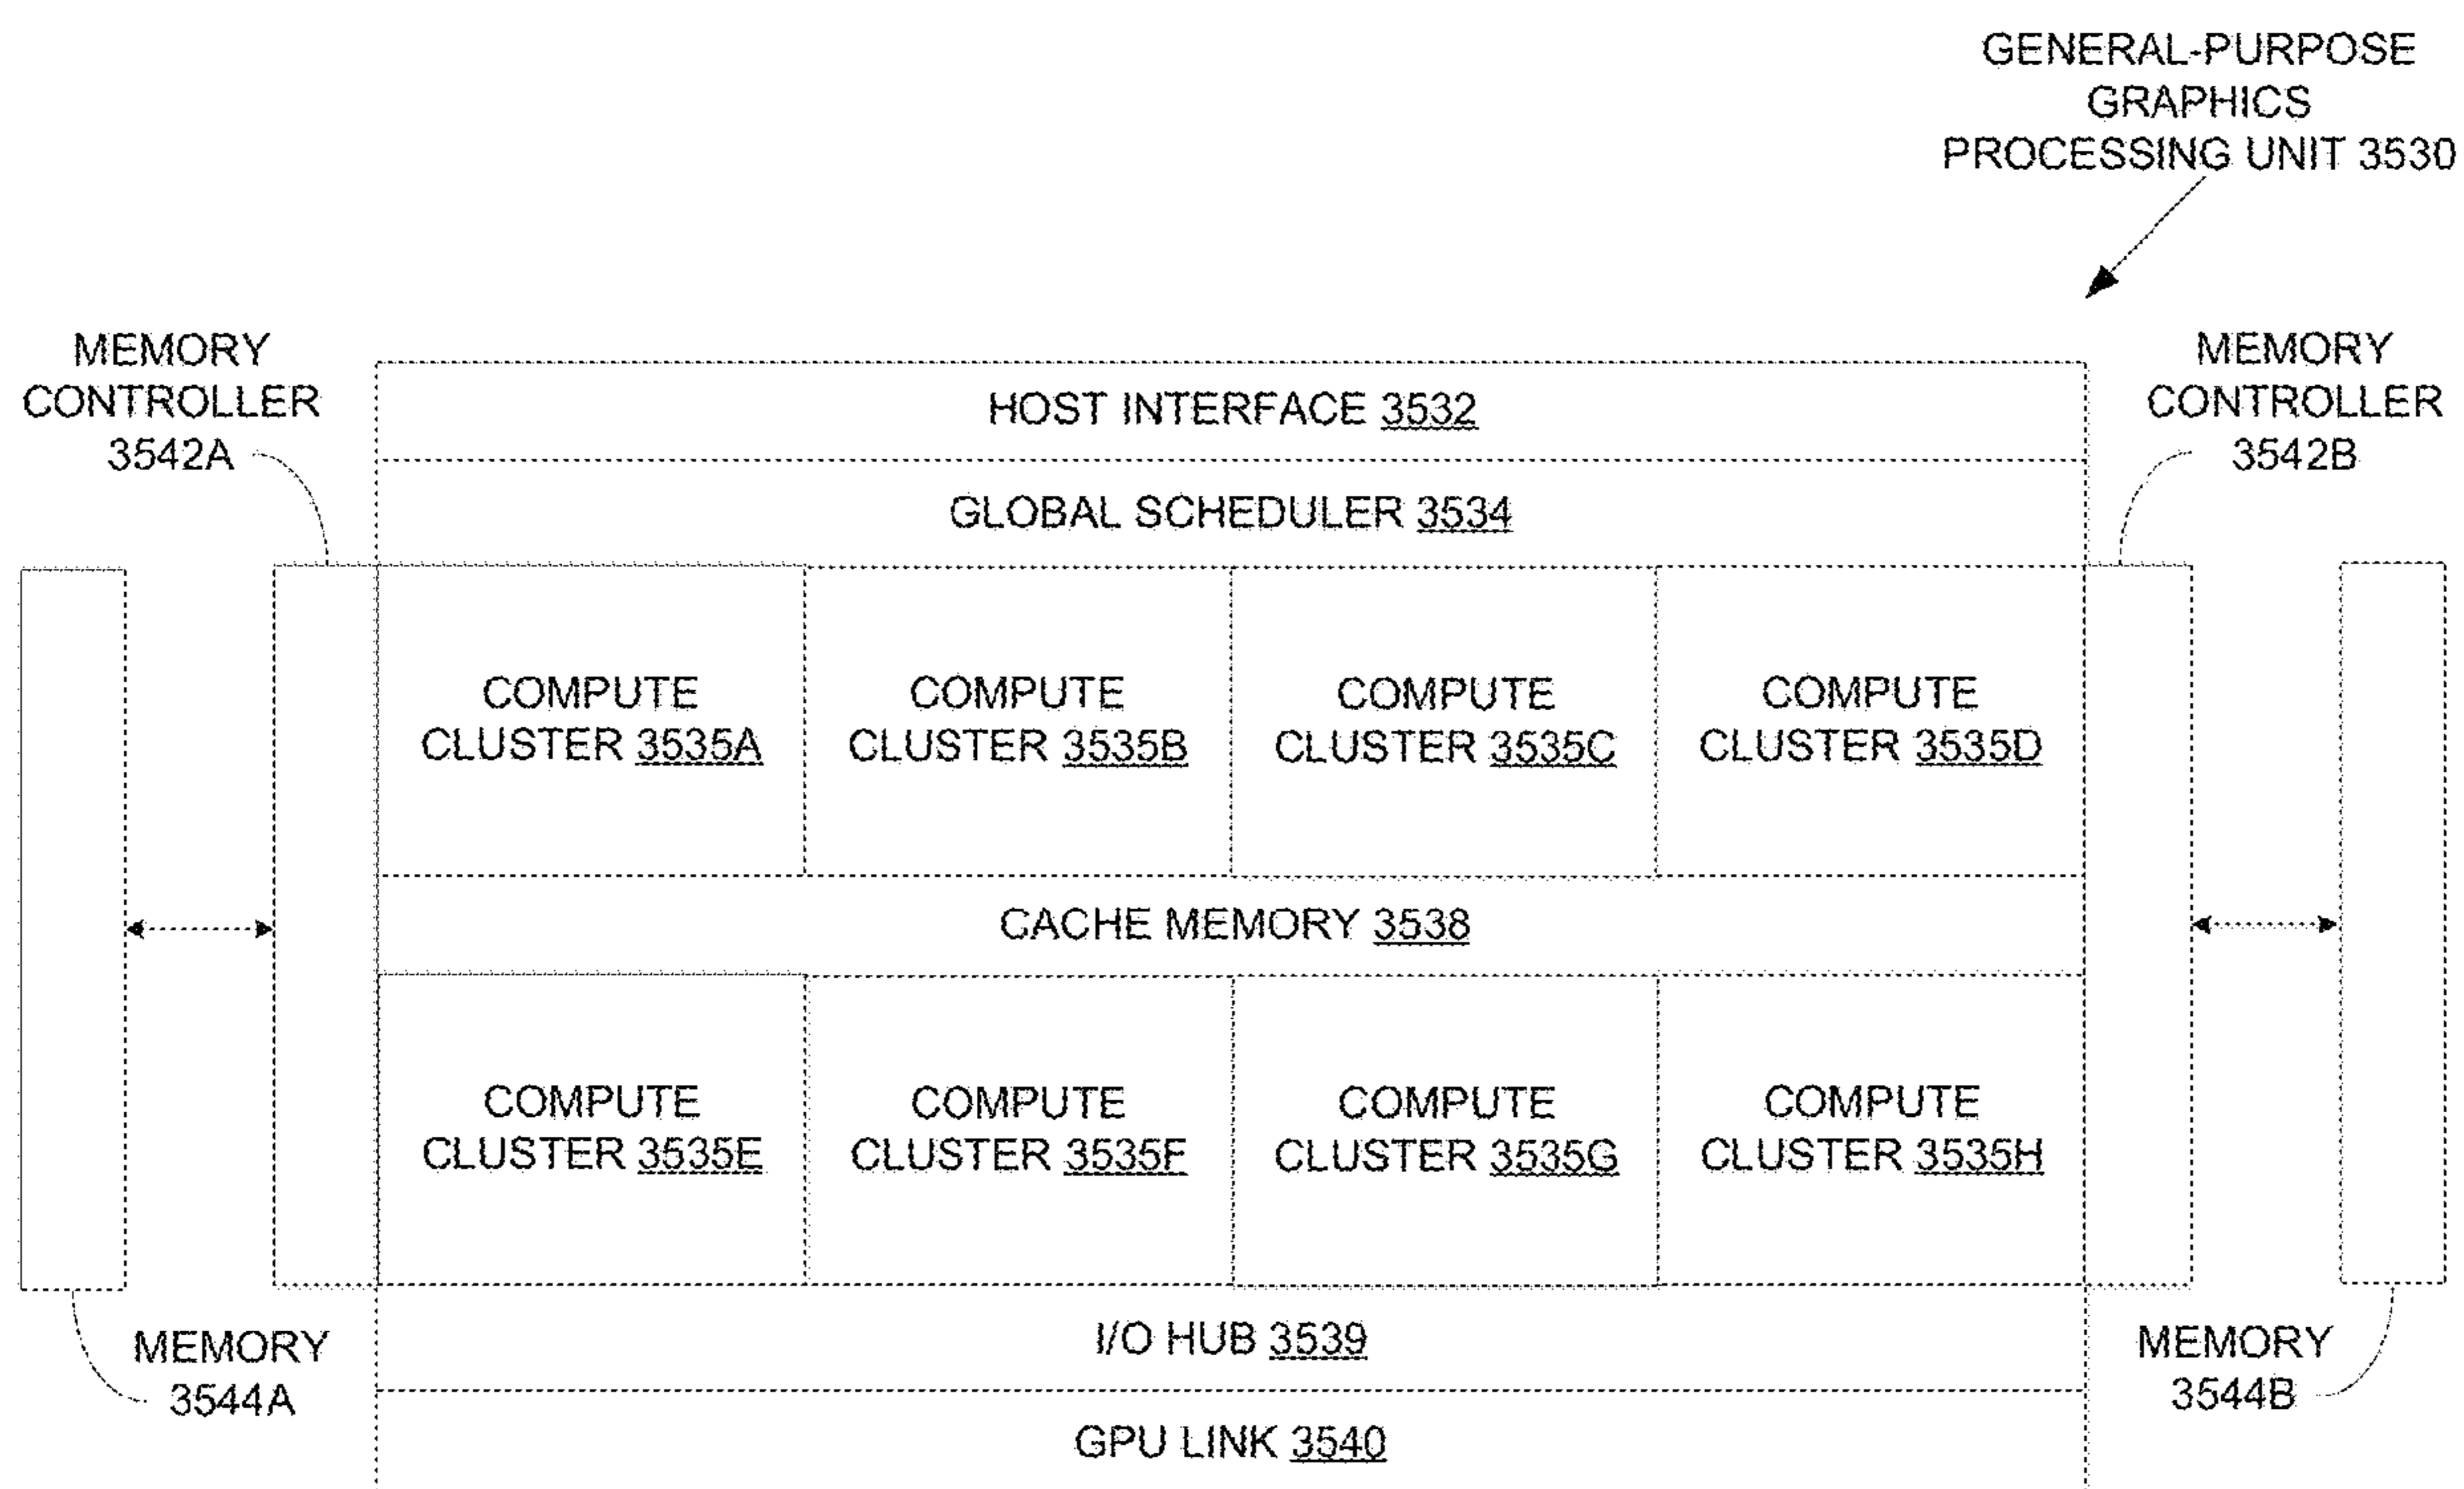 GENERAL-PURPOSE
GRAPHICS
PROCESSING UNIT 3530
MEMORY
CONTROLLER
3542A
MEMORY
CONTROLLER
3542B
HOST INTERFACE 3532
GLOBAL SCHEDULER 3534
COMPUTE
CLUSTER 3535A
COMPUTE
CLUSTER 3535B
COMPUTE
CLUSTER 3535C
COMPUTE
CLUSTER 3535D
CACHE MEMORY 3538
COMPUTE
CLUSTER 3535E
COMPUTE
CLUSTER 3535F
COMPUTE
CLUSTER 3535G
COMPUTE
CLUSTER 3535H
I/O HUB 3539
MEMORY
3544A
MEMORY
3544B
GPU LINK 3540